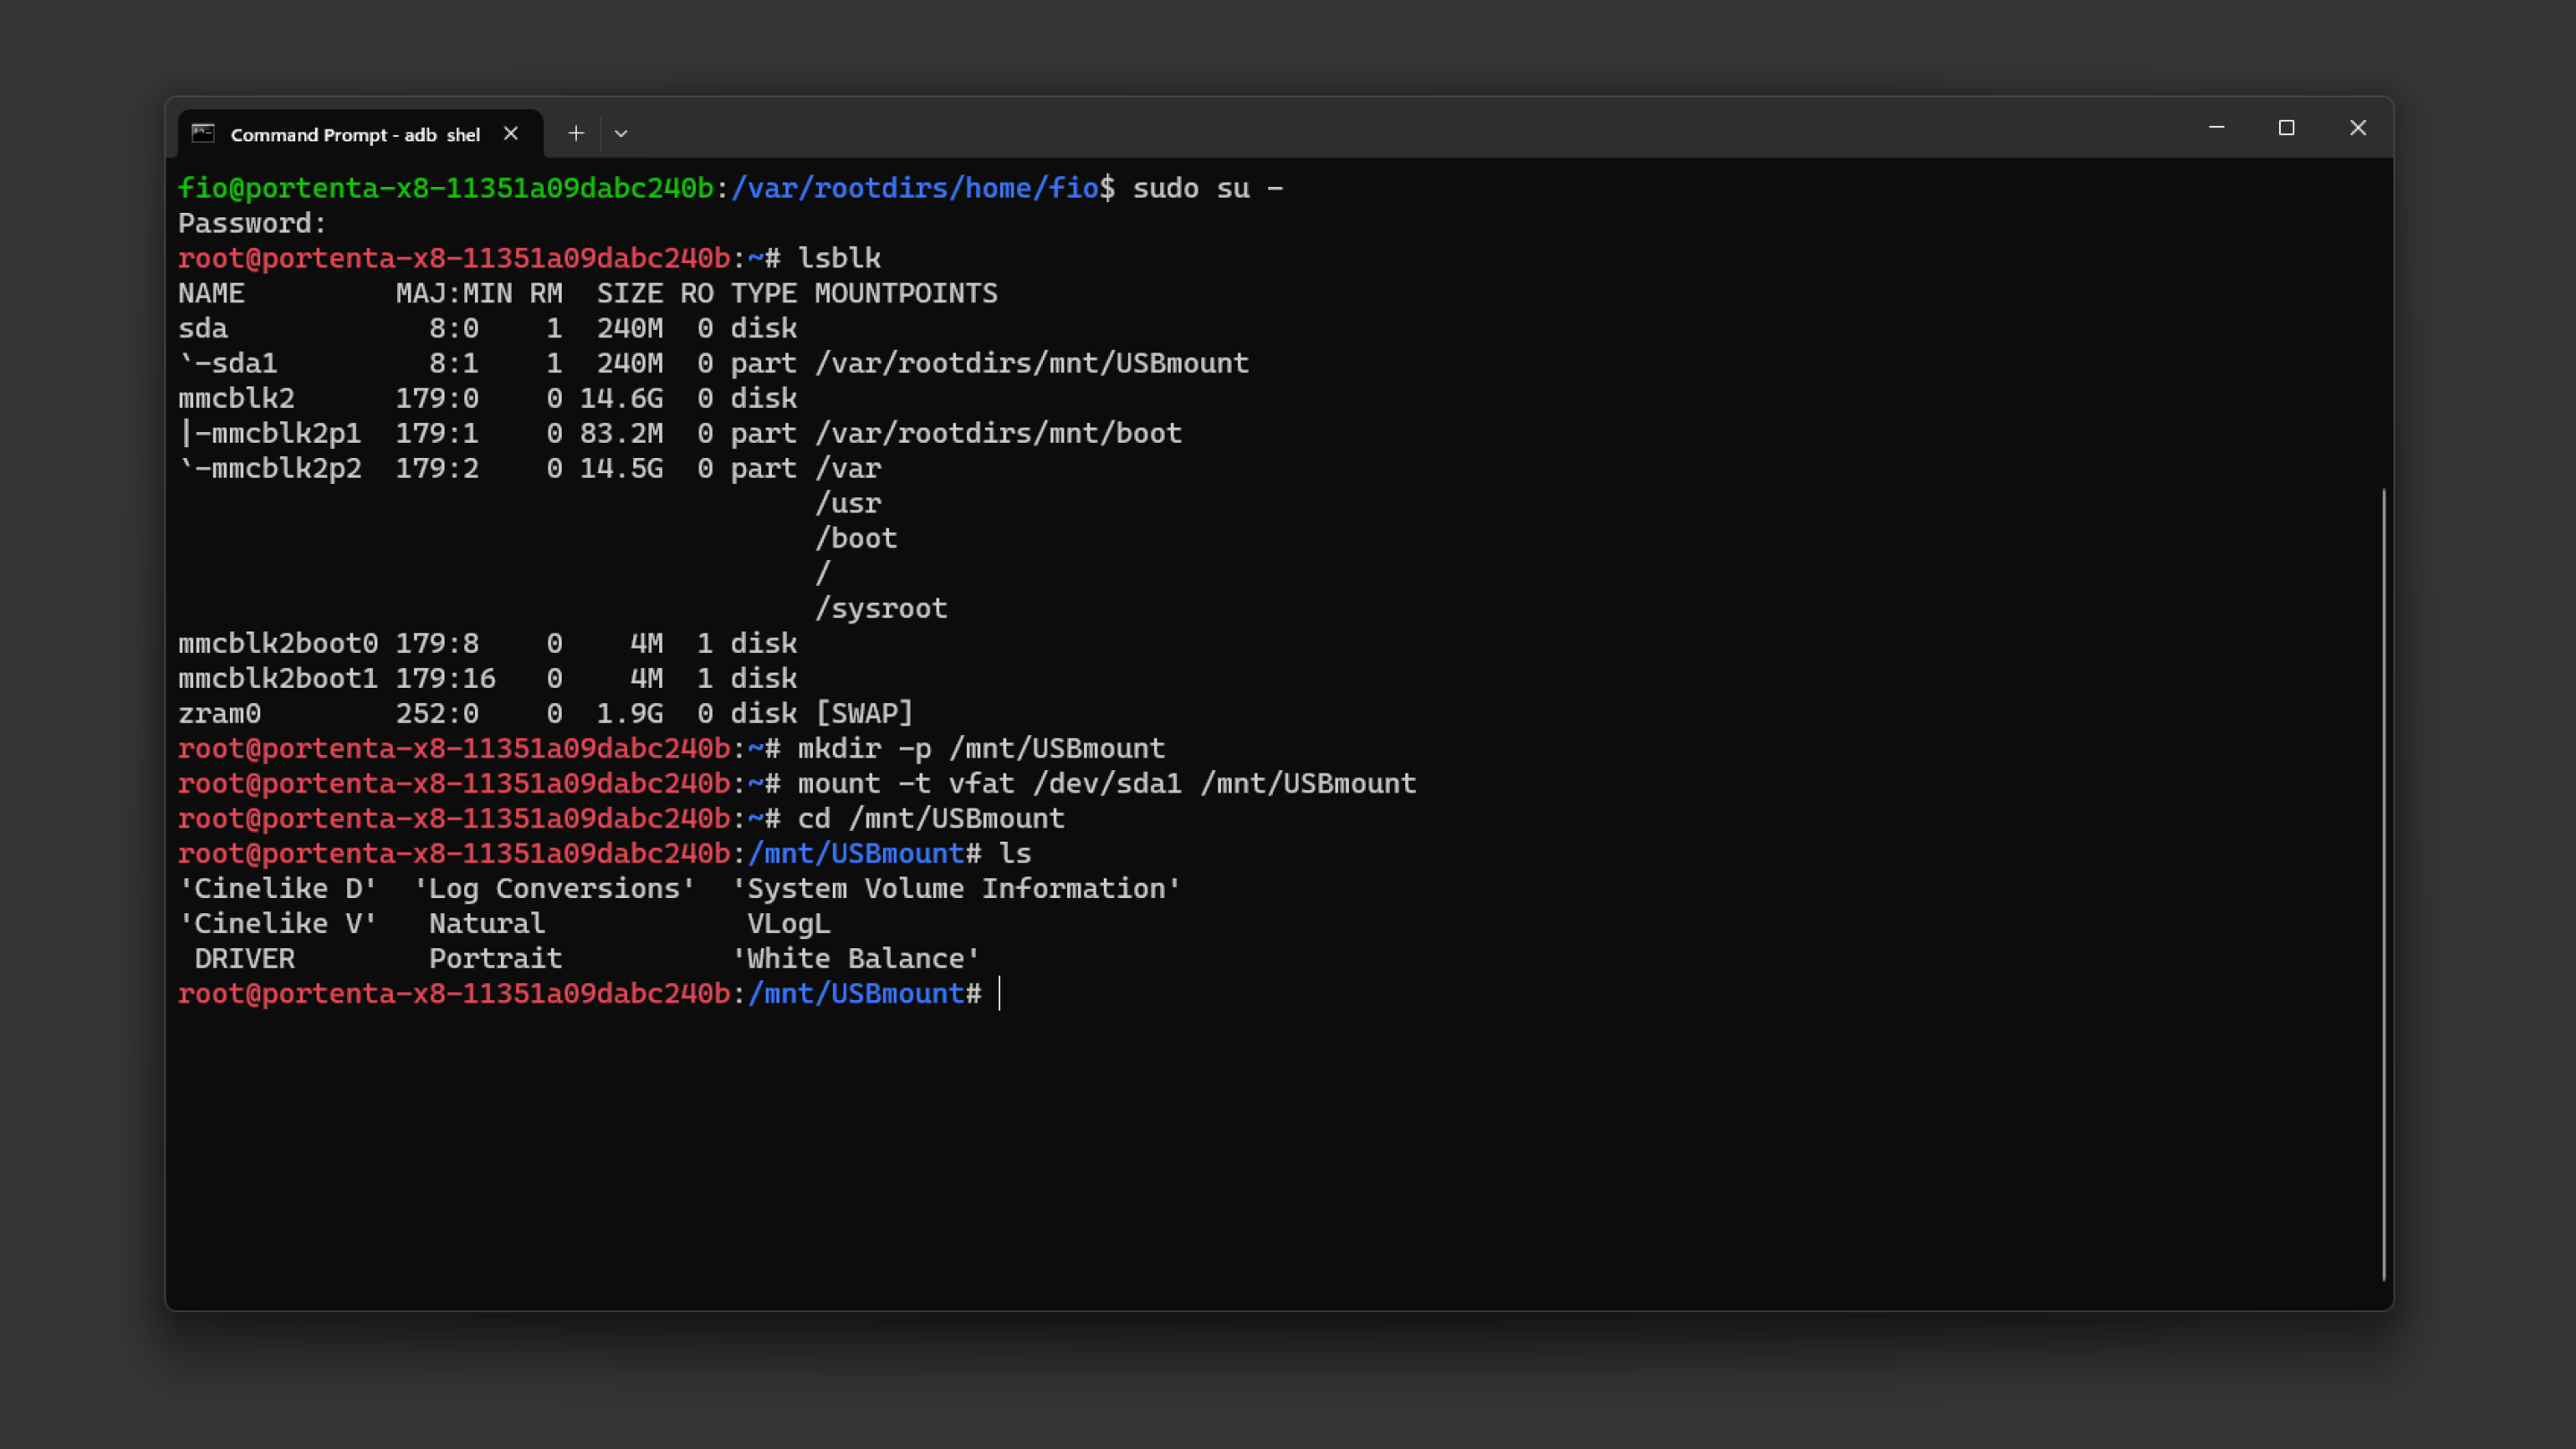 Command Prompt - adb  shel
fio@portenta-x8-11351a09dabc240b:/var/rootdirs/home/fio$ sudo su -
Password:
root@portenta-x8-11351a09dabc240b:~# lsblk
NAME         MAJ:MIN RM  SIZE RO TYPE MOUNTPOINTS
sda            8:0    1  240M  0 disk
`-sda1         8:1    1  240M  0 part /var/rootdirs/mnt/USBmount
mmcblk2      179:0    0 14.6G  0 disk
|-mmcblk2p1  179:1    0 83.2M  0 part /var/rootdirs/mnt/boot
`-mmcblk2p2  179:2    0 14.5G  0 part /var
                                      /usr
                                      /boot
                                      /
                                      /sysroot
mmcblk2boot0 179:8    0    4M  1 disk
mmcblk2boot1 179:16   0    4M  1 disk
zram0        252:0    0  1.9G  0 disk [SWAP]
root@portenta-x8-11351a09dabc240b:~# mkdir -p /mnt/USBmount
root@portenta-x8-11351a09dabc240b:~# mount -t vfat /dev/sda1 /mnt/USBmount
root@portenta-x8-11351a09dabc240b:~# cd /mnt/USBmount
root@portenta-x8-11351a09dabc240b:/mnt/USBmount# ls
'Cinelike D'  'Log Conversions'  'System Volume Information'
'Cinelike V'   Natural            VLogL
 DRIVER        Portrait          'White Balance'
root@portenta-x8-11351a09dabc240b:/mnt/USBmount#